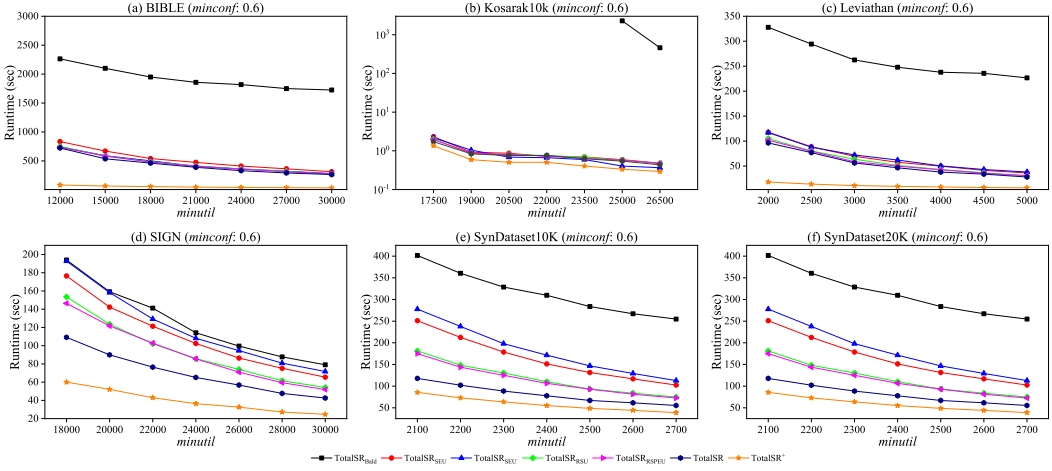 (a) BIBLE (minconf: 0.6)
Runtime (sec)
3000
2500
2000
1500
1000
500
12000 15000 18000 21000 24000 27000 30000
minutil
(b) Kosarak10k (minconf: 0.6)
Runtime (sec)
10³
10²
10¹
10⁰
10⁻¹
17500 19000 20500 22000 23500 25000 26500
minutil
(c) Leviathan (minconf: 0.6)
Runtime (sec)
350
300
250
200
150
100
50
2000 2500 3000 3500 4000 4500 5000
minutil
(d) SIGN (minconf: 0.6)
Runtime (sec)
200
180
160
140
120
100
80
60
40
20
18000 20000 22000 24000 26000 28000 30000
minutil
(e) SynDataset10K (minconf: 0.6)
Runtime (sec)
400
350
300
250
200
150
100
50
2100 2200 2300 2400 2500 2600 2700
minutil
(f) SynDataset20K (minconf: 0.6)
Runtime (sec)
400
350
300
250
200
150
100
50
2100 2200 2300 2400 2500 2600 2700
minutil
TotalSR_Bald TotalSR_SEU TotalSR_SEU⁻ TotalSR_RSU TotalSR_RSPEU TotalSR TotalSR⁺